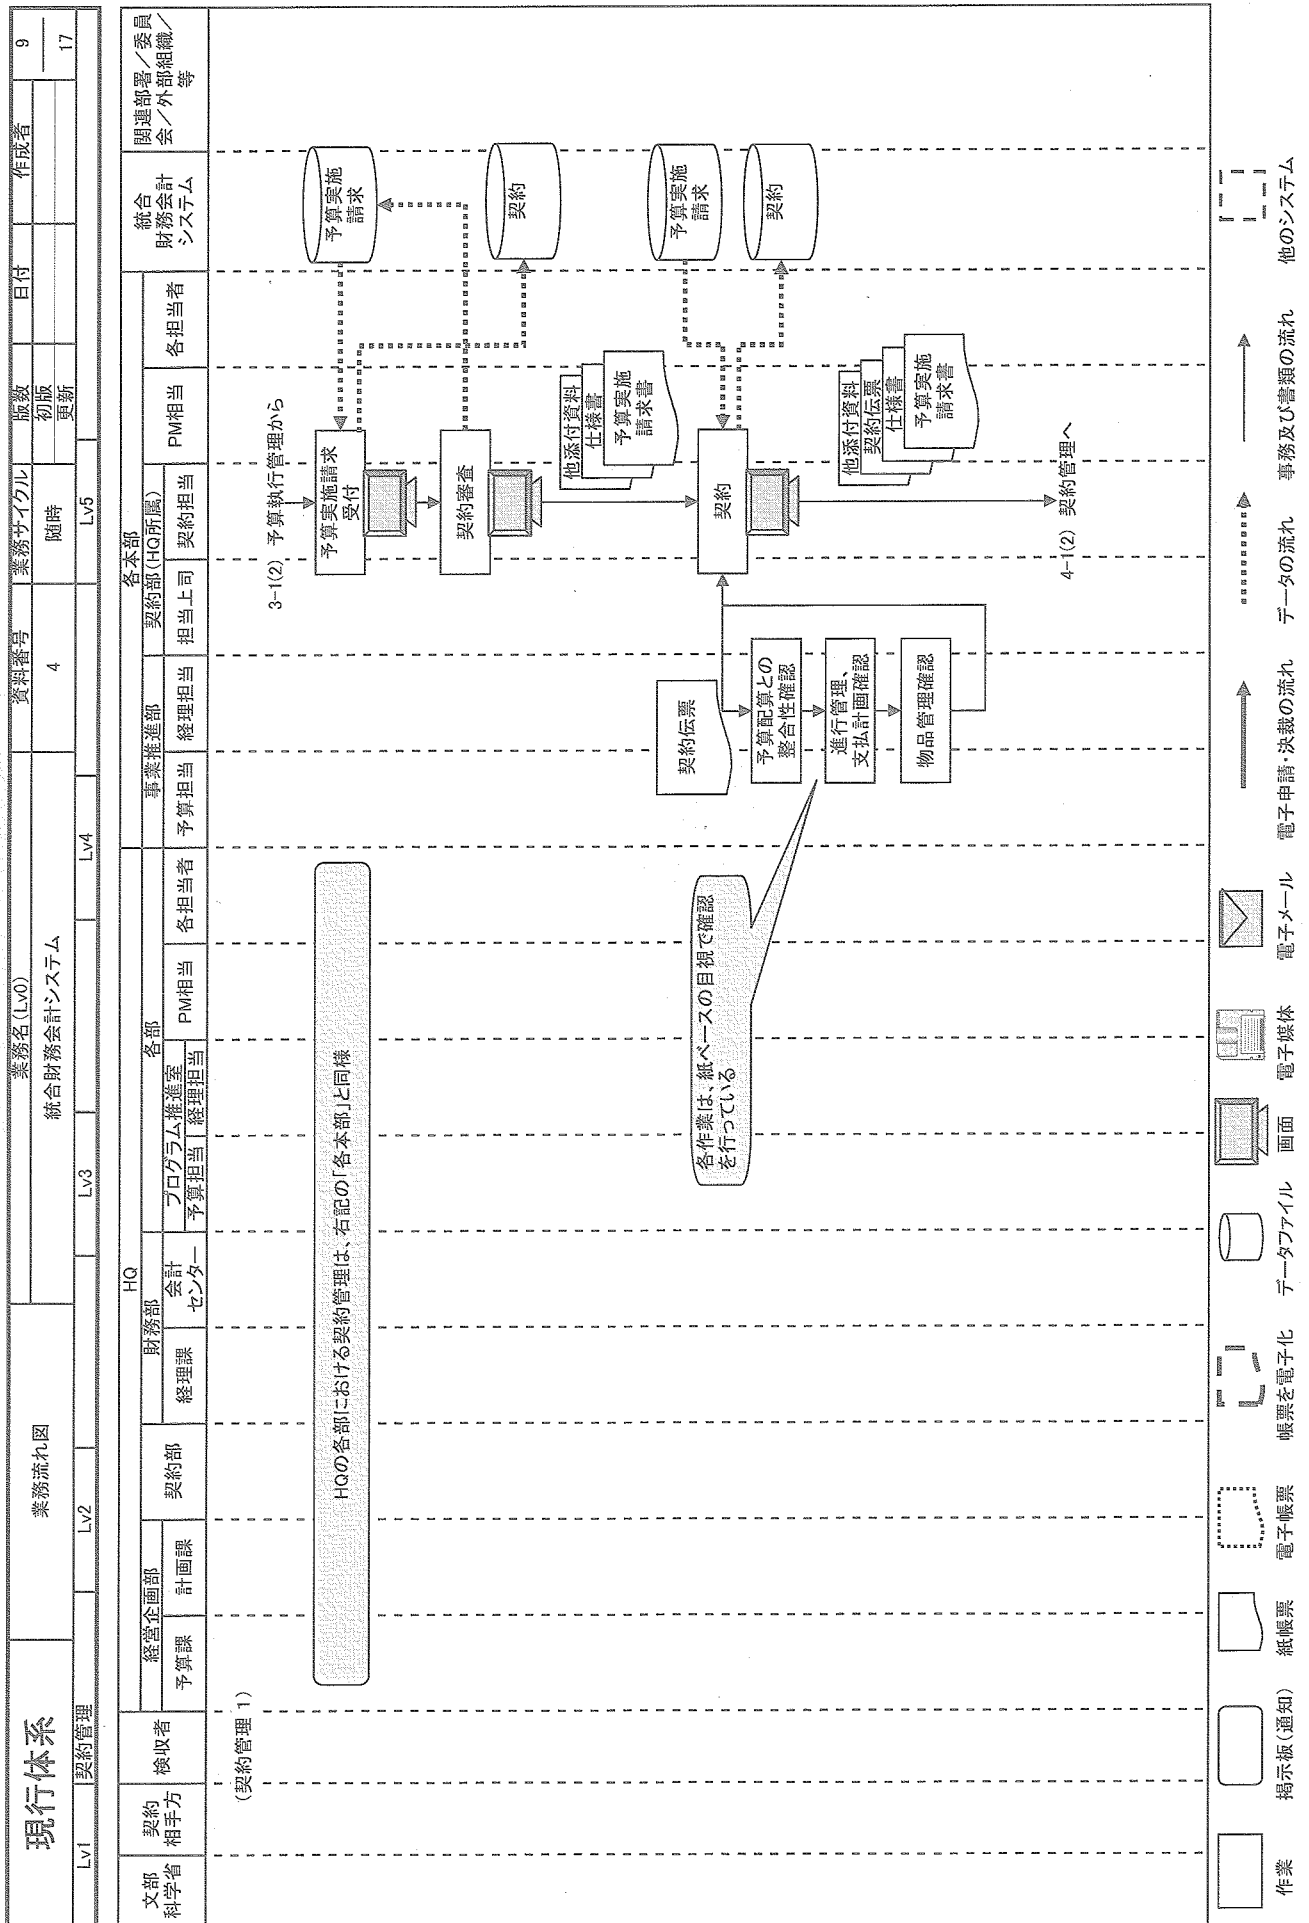 現行体系
業務流れ図
業務名(Lv0)
統合財務会計システム
資料番号
4
業務サイクル
随時
版数
初版
更新
日付
作成者
9
17
Lv1
契約管理
Lv2
Lv3
Lv4
Lv5
文部
科学省
契約
相手方
検収者
HQ
経営企画部
予算課
計画課
契約部
財務部
経理課
会計
センター
各部
プログラム推進室
予算担当
経理担当
PM相当
各担当者
各本部
事業推進部
予算担当
経理担当
契約部(HQ所属)
担当上司
契約担当
PM相当
各担当者
統合
財務会計
システム
関連部署/委員
会/外部組織/
等
(契約管理 1)
3-1(2) 予算執行管理から
HQの各部における契約管理は、右記の「各本部」と同様
予算実施請求
受付
予算実施
請求
契約審査
契約
他添付資料
仕様書
予算実施
請求書
契約伝票
各作業は、紙ベースの目視で確認
を行っている
予算配算との
整合性確認
進行管理、
支払計画確認
物品管理確認
契約
予算実施
請求
契約
他添付資料
契約伝票
仕様書
予算実施
請求書
4-1(2) 契約管理へ
作業
掲示板(通知)
紙帳票
電子帳票
帳票を電子化
データファイル
画面
電子媒体
電子メール
電子申請・決裁の流れ
データの流れ
事務及び書類の流れ
他のシステム